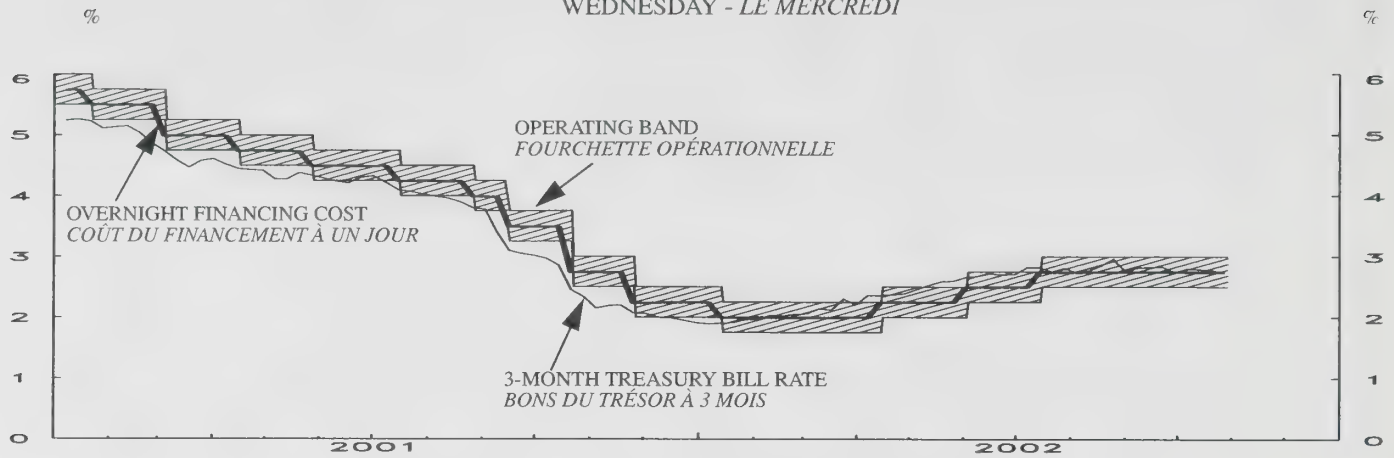 WEDNESDAY - LE MERCREDI
% %
6 6
5 5
OPERATING BAND
FOURCHETTE OPÉRATIONNELLE
4 4
OVERNIGHT FINANCING COST
COÛT DU FINANCEMENT À UN JOUR
3 3
2 2
3-MONTH TREASURY BILL RATE
BONS DU TRÉSOR À 3 MOIS
1 1
0 0
2001 2002